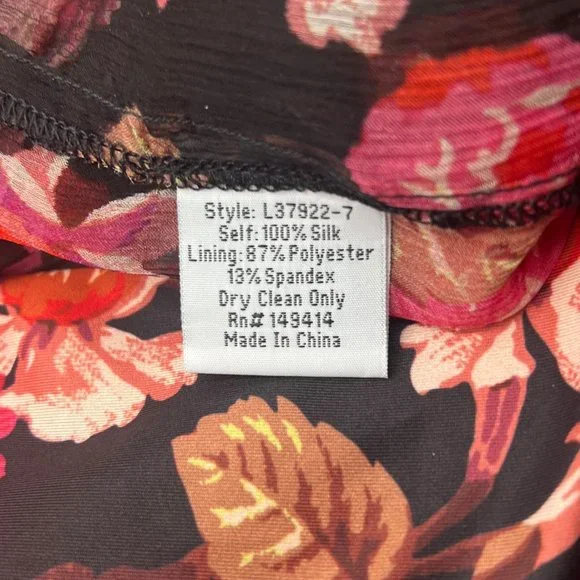 Style: L37922-7
Self: 100% Silk
Lining: 87% Polyester
13% Spandex
Dry Clean Only
Rn# 149414
Made In China